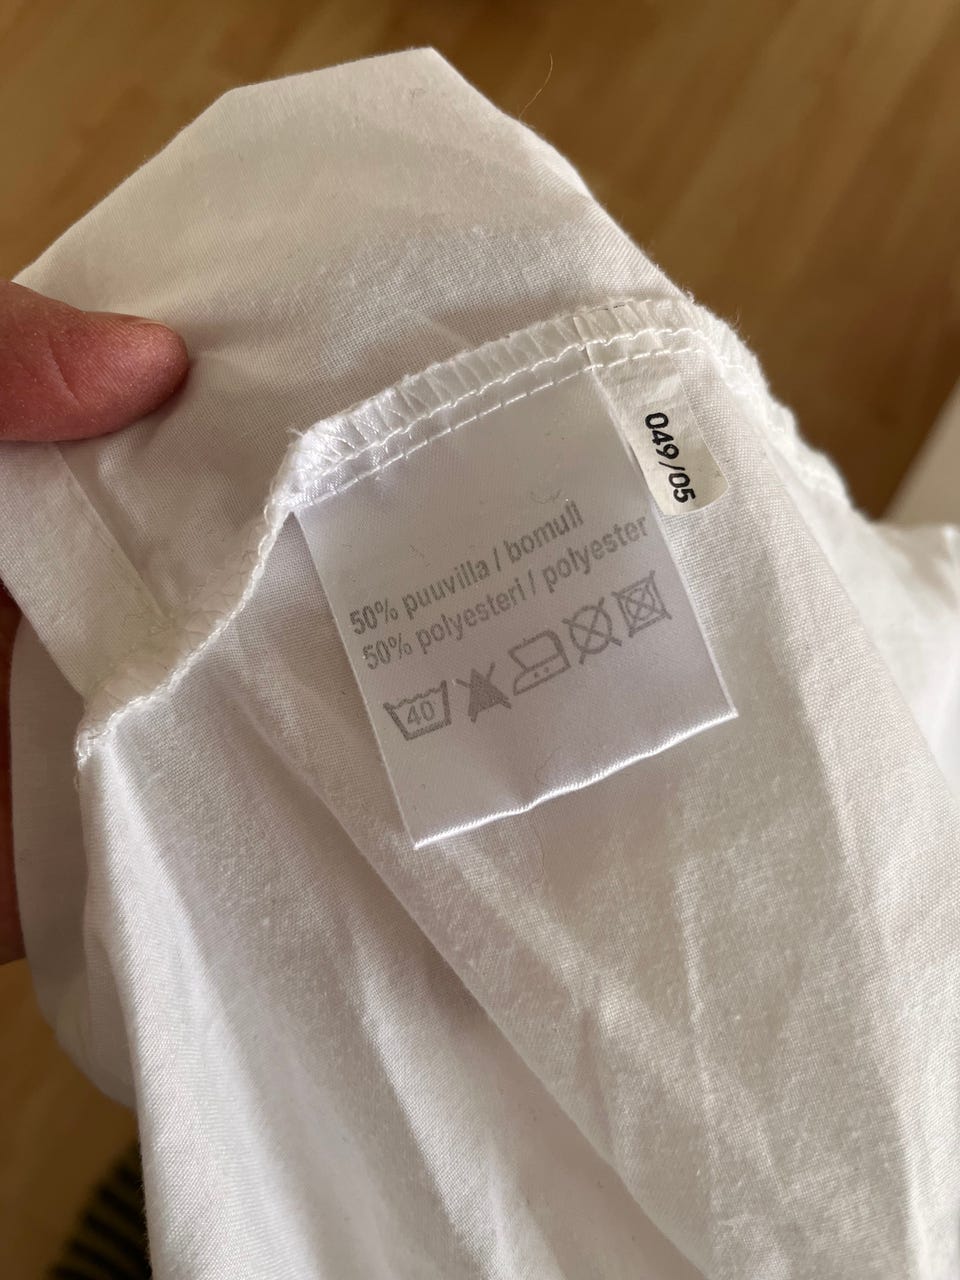 049/05
50% puuvilla / bomull
50% polyesteri / polyester
40